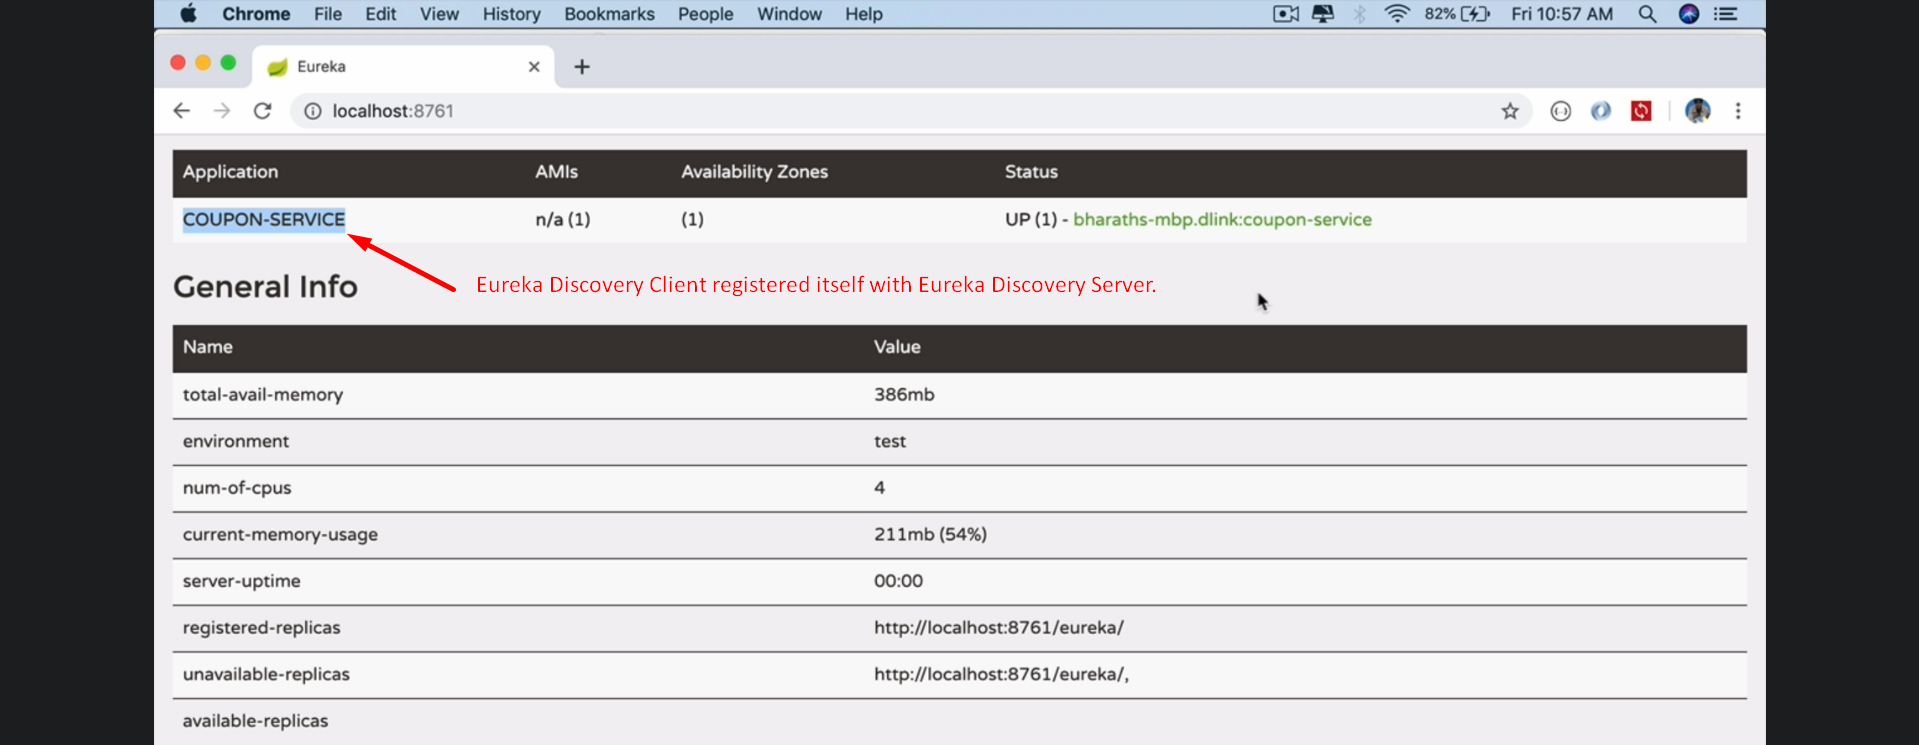 Chrome File Edit View History Bookmarks People Window Help 82% Fri 10:57 AM
Eureka
localhost:8761
Application AMIs Availability Zones Status
COUPON-SERVICE n/a (1) (1) UP (1) - bharaths-mbp.dlink:coupon-service
Eureka Discovery Client registered itself with Eureka Discovery Server.
General Info
Name Value
total-avail-memory 386mb
environment test
num-of-cpus 4
current-memory-usage 211mb (54%)
server-uptime 00:00
registered-replicas http://localhost:8761/eureka/
unavailable-replicas http://localhost:8761/eureka/,
available-replicas